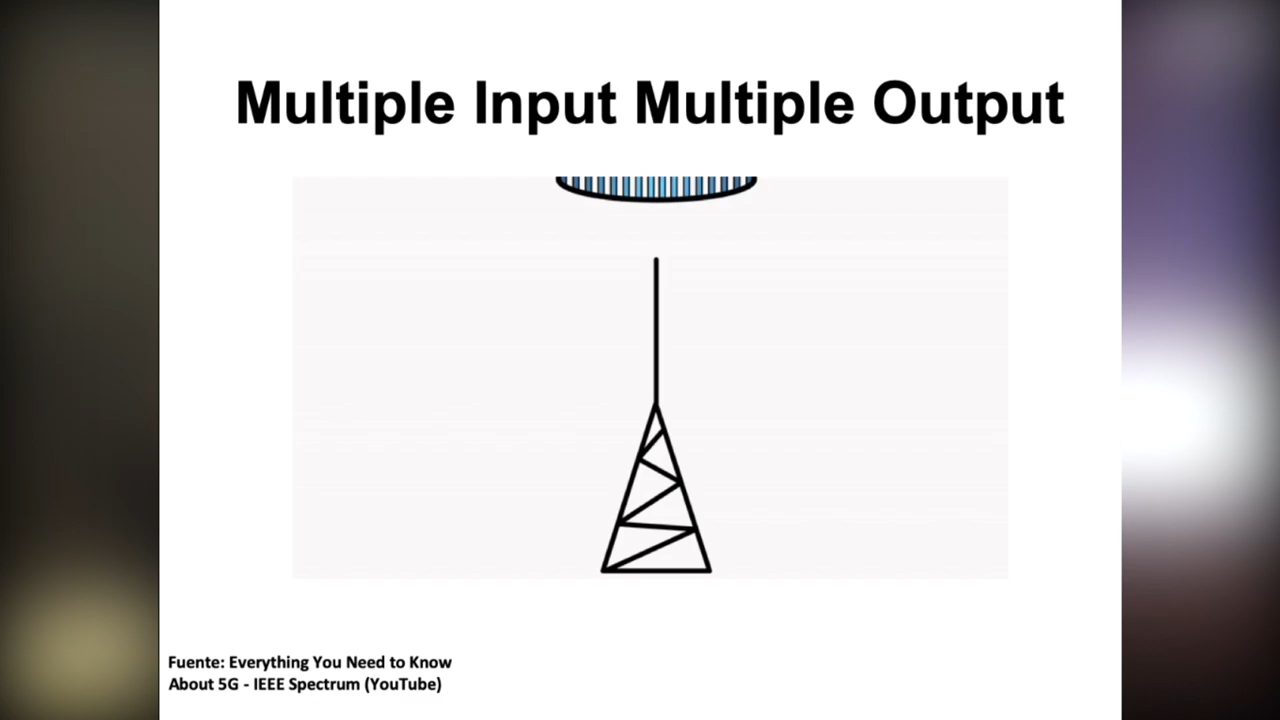 Multiple Input Multiple Output
Fuente: Everything You Need to Know
About 5G - IEEE Spectrum (YouTube)